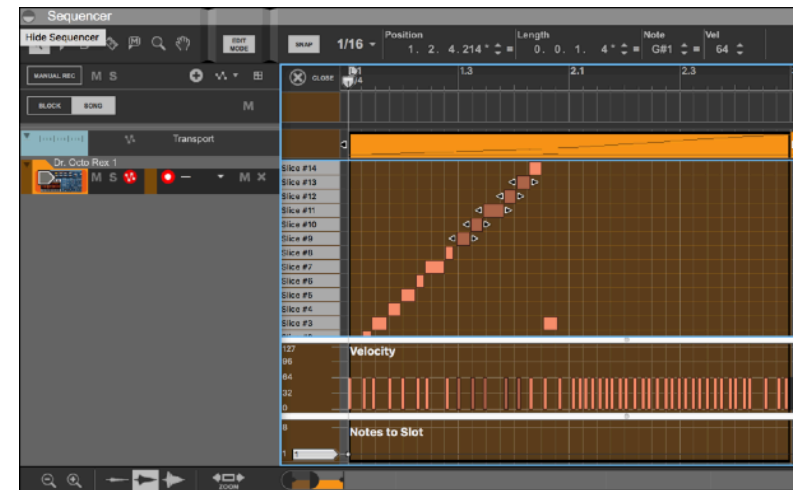 Sequencer
Hide Sequencer
EDIT MODE
SNAP
1/16
Position
1. 2. 4.214*
Length
0. 0. 1. 4*
Note
G#1
Vel
64
MANUAL REC
M S
CLOSE
1.3
2.1
2.3
BLOCK
SONG
M
Transport
Dr. Octo Rex 1
M S
M
Slice #14
Slice #13
Slice #12
Slice #11
Slice #10
Slice #9
Slice #8
Slice #7
Slice #6
Slice #5
Slice #4
Slice #3
127
96
64
32
0
Velocity
8
1
1
Notes to Slot
ZOOM